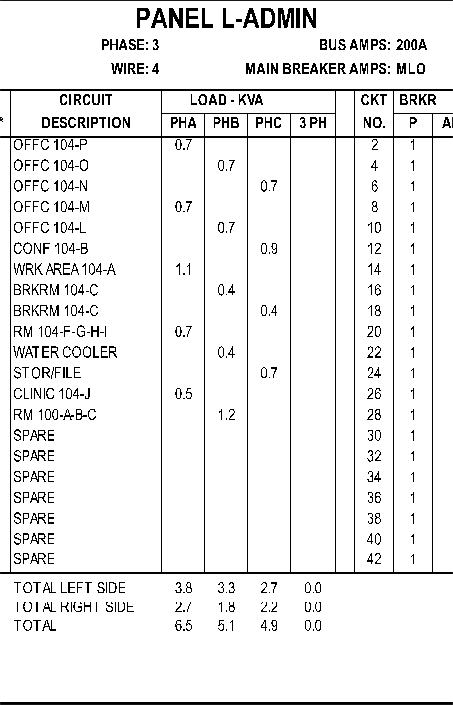 PANEL L-ADMIN
PHASE: 3 BUS AMPS: 200A
WIRE: 4 MAIN BREAKER AMPS: MLO
CIRCUIT LOAD - KVA CKT BRKR
* DESCRIPTION PHA PHB PHC 3 PH NO. P
OFFC 104-P 0.7 2 1
OFFC 104-O 0.7 4 1
OFFC 104-N 0.7 6 1
OFFC 104-M 0.7 8 1
OFFC 104-L 0.7 10 1
CONF 104-B 0.9 12 1
WRK AREA 104-A 1.1 14 1
BRKRM 104-C 0.4 16 1
BRKRM 104-C 0.4 18 1
RM 104-F-G-H-I 0.7 20 1
WATER COOLER 0.4 22 1
STOR/FILE 0.7 24 1
CLINIC 104-J 0.5 26 1
RM 100-A-B-C 1.2 28 1
SPARE 30 1
SPARE 32 1
SPARE 34 1
SPARE 36 1
SPARE 38 1
SPARE 40 1
SPARE 42 1
TOTAL LEFT SIDE 3.8 3.3 2.7 0.0
TOTAL RIGHT SIDE 2.7 1.8 2.2 0.0
TOTAL 6.5 5.1 4.9 0.0